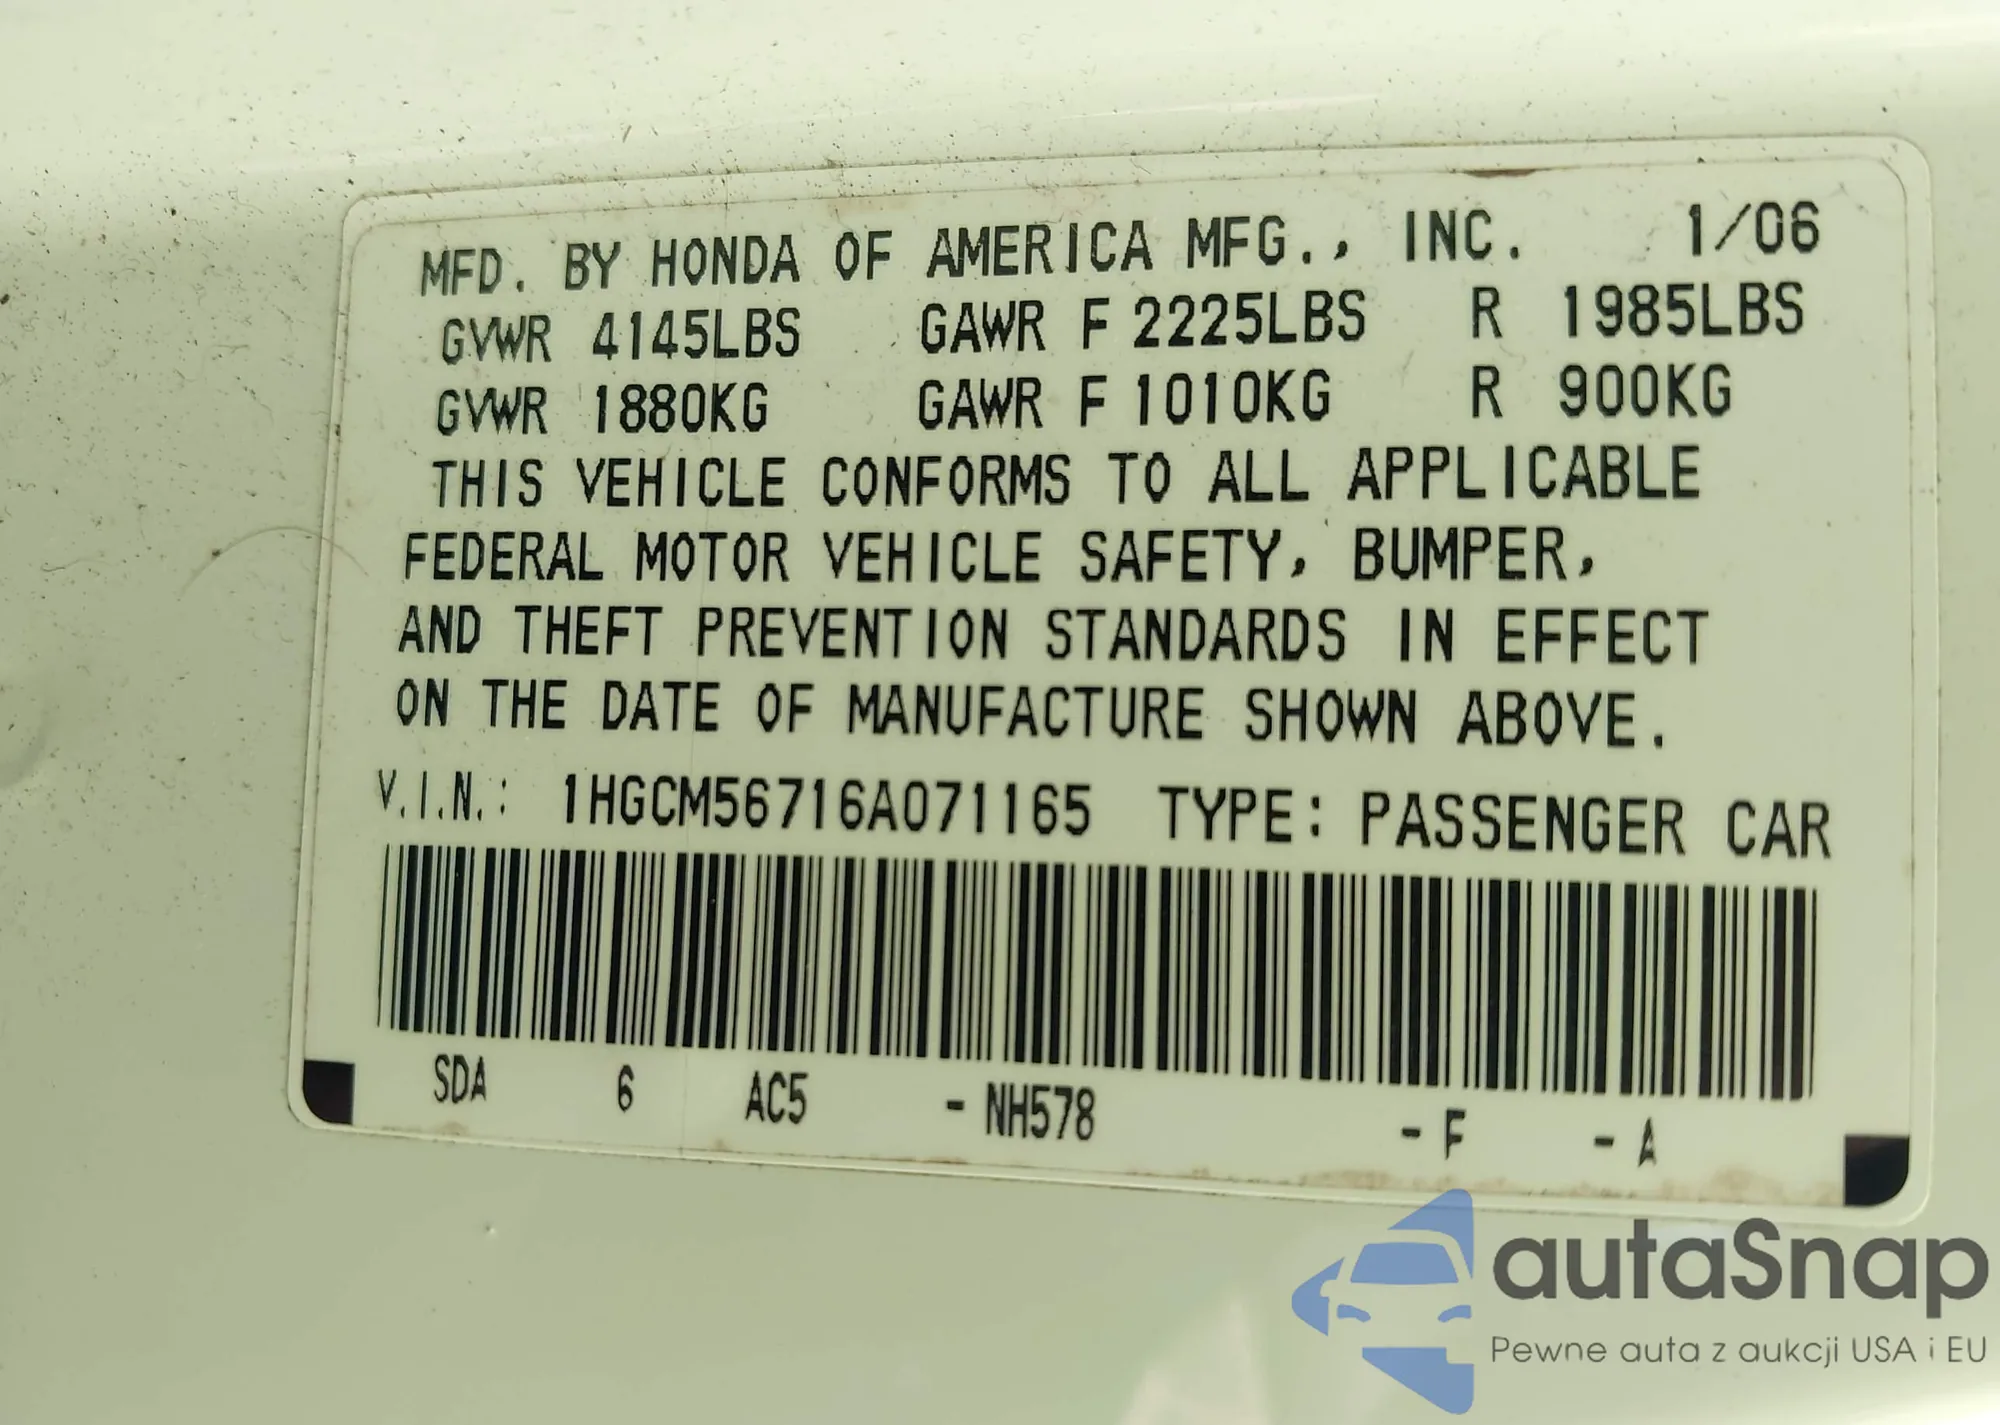 MFD. BY HONDA OF AMERICA MFG., INC. 1/06
GVWR 4145LBS GAWR F 2225LBS R 1985LBS
GVWR 1880KG GAWR F 1010KG R 900KG
THIS VEHICLE CONFORMS TO ALL APPLICABLE
FEDERAL MOTOR VEHICLE SAFETY, BUMPER,
AND THEFT PREVENTION STANDARDS IN EFFECT
ON THE DATE OF MANUFACTURE SHOWN ABOVE.
V.I.N.: 1HGCM56716A071165 TYPE: PASSENGER CAR
SDA 6 AC5 - NH578 - F - A
autaSnap
Pewne auta z aukcji USA i EU